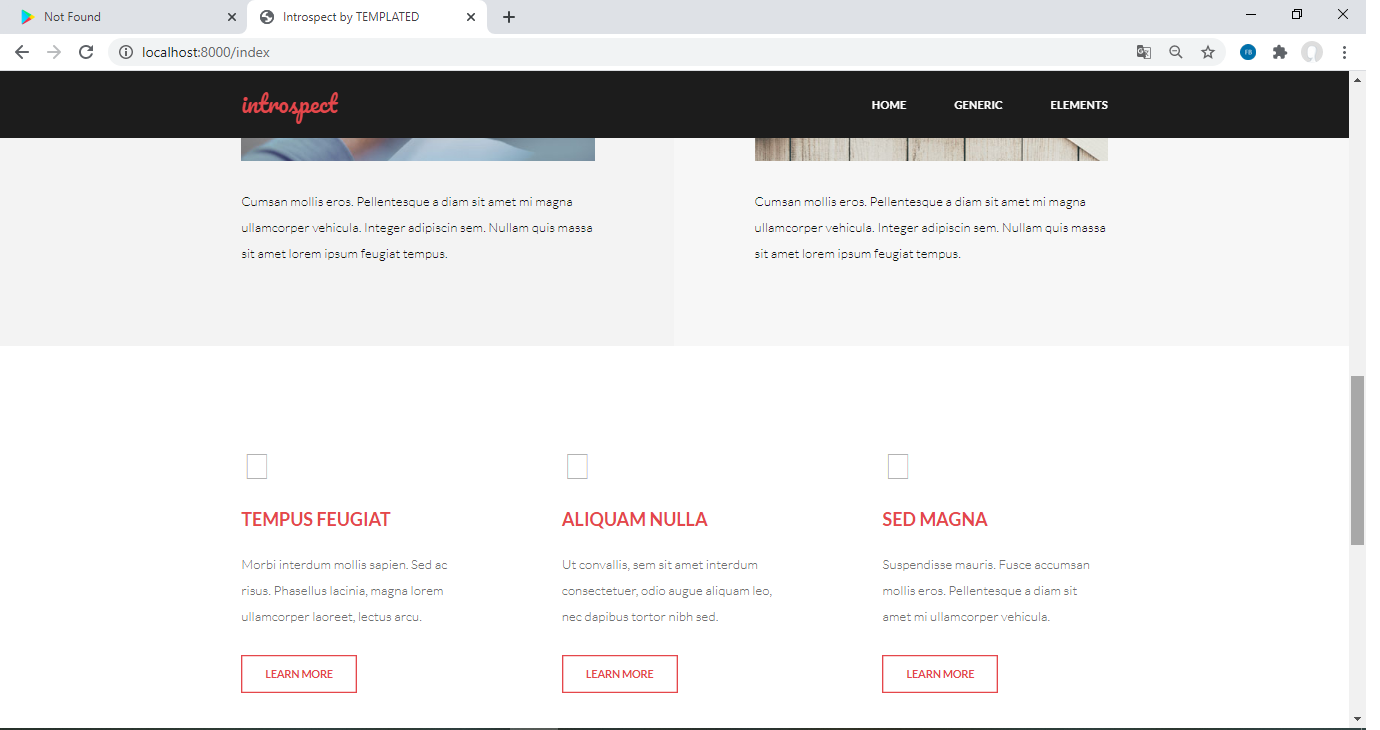 Not Found
Introspect by TEMPLATED
localhost:8000/index
introspect
HOME GENERIC ELEMENTS
Cumsan mollis eros. Pellentesque a diam sit amet mi magna
ullamcorper vehicula. Integer adipiscin sem. Nullam quis massa
sit amet lorem ipsum feugiat tempus.
Cumsan mollis eros. Pellentesque a diam sit amet mi magna
ullamcorper vehicula. Integer adipiscin sem. Nullam quis massa
sit amet lorem ipsum feugiat tempus.
TEMPUS FEUGIAT
Morbi interdum mollis sapien. Sed ac
risus. Phasellus lacinia, magna lorem
ullamcorper laoreet, lectus arcu.
LEARN MORE
ALIQUAM NULLA
Ut convallis, sem sit amet interdum
consectetuer, odio augue aliquam leo,
nec dapibus tortor nibh sed.
LEARN MORE
SED MAGNA
Suspendisse mauris. Fusce accumsan
mollis eros. Pellentesque a diam sit
amet mi ullamcorper vehicula.
LEARN MORE